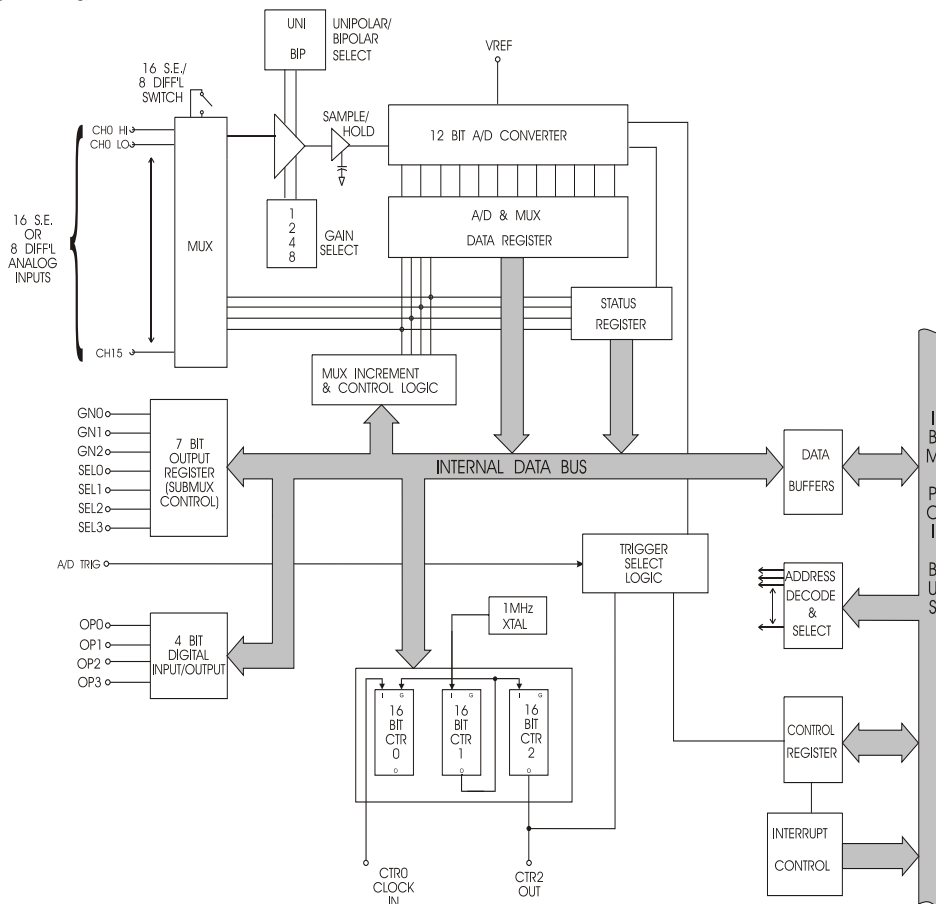 UNI
BIP
UNIPOLAR/
BIPOLAR
SELECT
VREF
16 S.E./
8 DIFF'L
SWITCH
SAMPLE/
HOLD
12 BIT A/D CONVERTER
CH0 HI
CH0 LO
16 S.E.
OR
8 DIFF'L
ANALOG
INPUTS
MUX
1
2
4
8
GAIN
SELECT
A/D & MUX
DATA REGISTER
STATUS
REGISTER
CH15
MUX INCREMENT
& CONTROL LOGIC
GN0
GN1
GN2
SEL0
SEL1
SEL2
SEL3
7 BIT
OUTPUT
REGISTER
(SUBMUX
CONTROL)
INTERNAL DATA BUS
DATA
BUFFERS
A/D TRIG
TRIGGER
SELECT
LOGIC
ADDRESS
DECODE
&
SELECT
1MHz
XTAL
OP0
OP1
OP2
OP3
4 BIT
DIGITAL
INPUT/OUTPUT
I G
16
BIT
CTR
0
O
I G
16
BIT
CTR
1
O
I G
16
BIT
CTR
2
O
CONTROL
REGISTER
INTERRUPT
CONTROL
CTR0
CLOCK
IN
CTR2
OUT